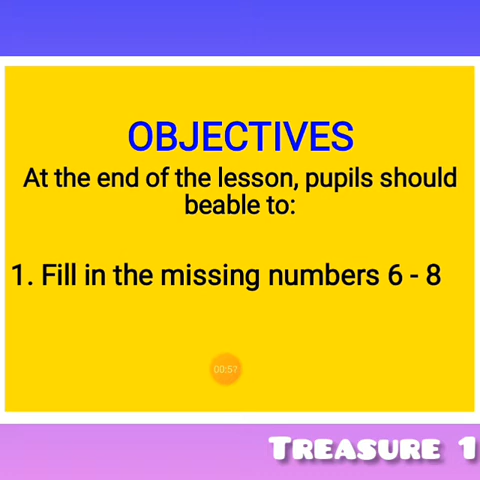 OBJECTIVES
At the end of the lesson, pupils should
beable to:
1. Fill in the missing numbers 6 - 8
00:57
TREASURE 1